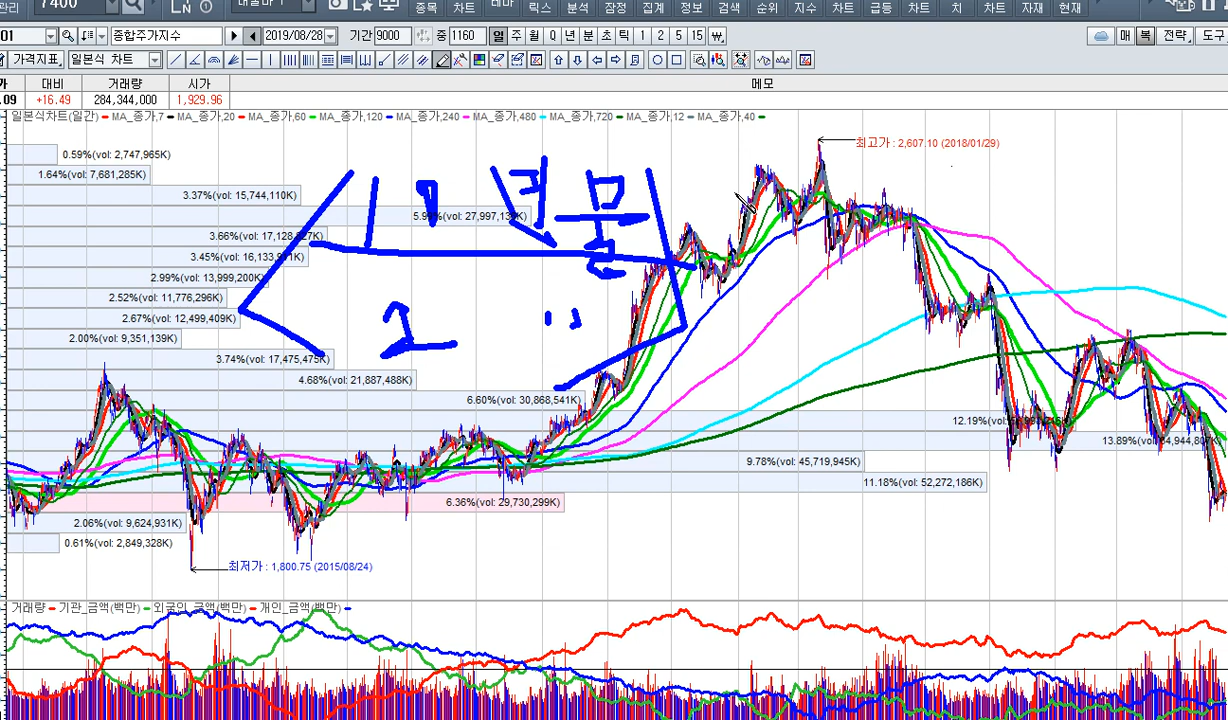 관리 7400 LN 대쉴바 1 종목 차트 테마 릭스 분석 잠정 집계 정보 검색 순위 지수 차트 급등 차트 치 차트 자재 현재
01 종합주가지수 2019/08/28 기간 9000 중 1160 일 주 월 Q 년 분 초 틱 1 2 5 15 매 복 전략 도구
가격지표 일본식 차트
가 대비 거래량 시가 메모
.09 +16.49 284,344,000 1,929.96
일본식차트(일간) MA_종가,7 MA_종가,20 MA_종가,60 MA_종가,120 MA_종가,240 MA_종가,480 MA_종가,720 MA_종가,12 MA_종가,40
최고가 : 2,607.10 (2018/01/29)
0.59%(vol: 2,747,965K)
1.64%(vol: 7,681,285K)
3.37%(vol: 15,744,110K)
3.66%(vol:
3.45%(vol:
2.99%(vol: 13,999,200K)
2.52%(vol: 11,776,296K)
2.67%(vol: 12,499,409K)
2.00%(vol: 9,351,139K)
3.74%(vol: 17,475,475K)
4.68%(vol: 21,887,488K)
6.60%(vol: 30,868,541K)
12.19%(vol:
13.89%(vol:
9.78%(vol: 45,719,945K)
11.18%(vol: 52,272,186K)
6.36%(vol: 29,730,299K)
2.06%(vol: 9,624,931K)
0.61%(vol: 2,849,328K)
최저가 : 1,800.75 (2015/08/24)
거래량 기관_금액(백만) 외국인_금액(백만) 개인_금액(백만)